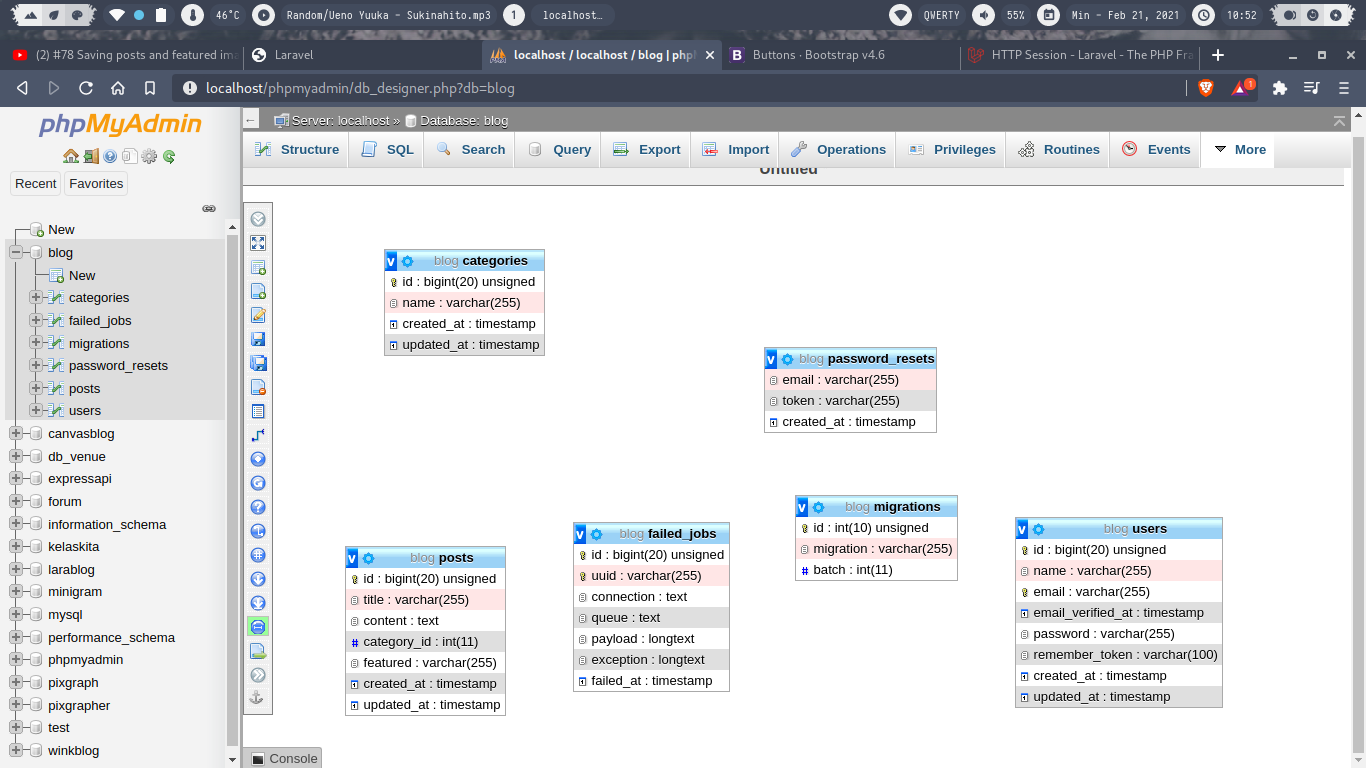 46°C
Random/Ueno Yuuka - Sukinahito.mp3
1
localhost…
QWERTY
55%
Min - Feb 21, 2021
10:52
(2) #78 Saving posts and featured ima
Laravel
localhost / localhost / blog | php
Buttons · Bootstrap v4.6
HTTP Session - Laravel - The PHP Fra
localhost/phpmyadmin/db_designer.php?db=blog
1
phpMyAdmin
Recent
Favorites
New
blog
New
categories
failed_jobs
migrations
password_resets
posts
users
canvasblog
db_venue
expressapi
forum
information_schema
kelaskita
larablog
minigram
mysql
performance_schema
phpmyadmin
pixgraph
pixgrapher
test
winkblog
Server: localhost » Database: blog
Structure
SQL
Search
Query
Export
Import
Operations
Privileges
Routines
Events
More
Untitled
v blog categories
id : bigint(20) unsigned
name : varchar(255)
created_at : timestamp
updated_at : timestamp
v blog password_resets
email : varchar(255)
token : varchar(255)
created_at : timestamp
v blog posts
id : bigint(20) unsigned
title : varchar(255)
content : text
# category_id : int(11)
featured : varchar(255)
created_at : timestamp
updated_at : timestamp
v blog failed_jobs
id : bigint(20) unsigned
uuid : varchar(255)
connection : text
queue : text
payload : longtext
exception : longtext
failed_at : timestamp
v blog migrations
id : int(10) unsigned
migration : varchar(255)
# batch : int(11)
v blog users
id : bigint(20) unsigned
name : varchar(255)
email : varchar(255)
email_verified_at : timestamp
password : varchar(255)
remember_token : varchar(100)
created_at : timestamp
updated_at : timestamp
Console